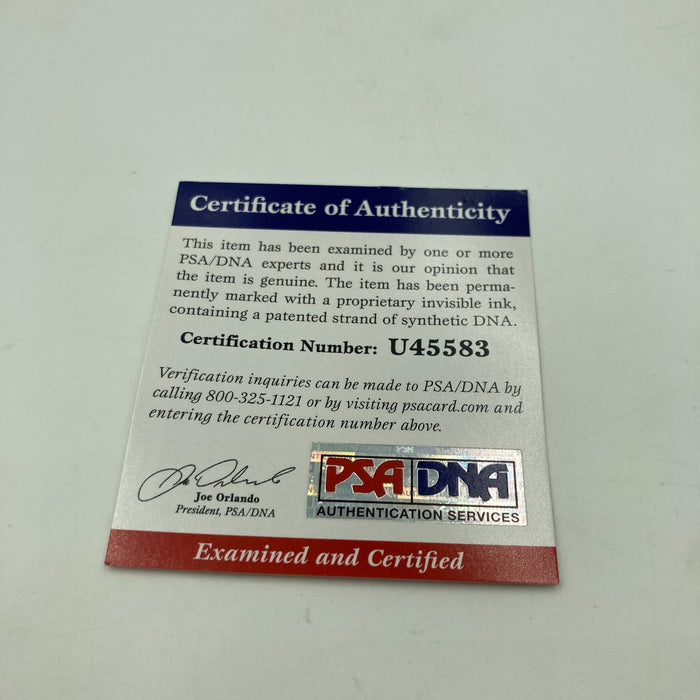 Certificate of Authenticity
This item has been examined by one or more
PSA/DNA experts and it is our opinion that
the item is genuine. The item has been perma-
nently marked with a proprietary invisible ink,
containing a patented strand of synthetic DNA.
Certification Number: U45583
Verification inquiries can be made to PSA/DNA by
calling 800-325-1121 or by visiting psacard.com and
entering the certification number above.
Joe Orlando
President, PSA/DNA
PSA DNA
AUTHENTICATION SERVICES
Examined and Certified